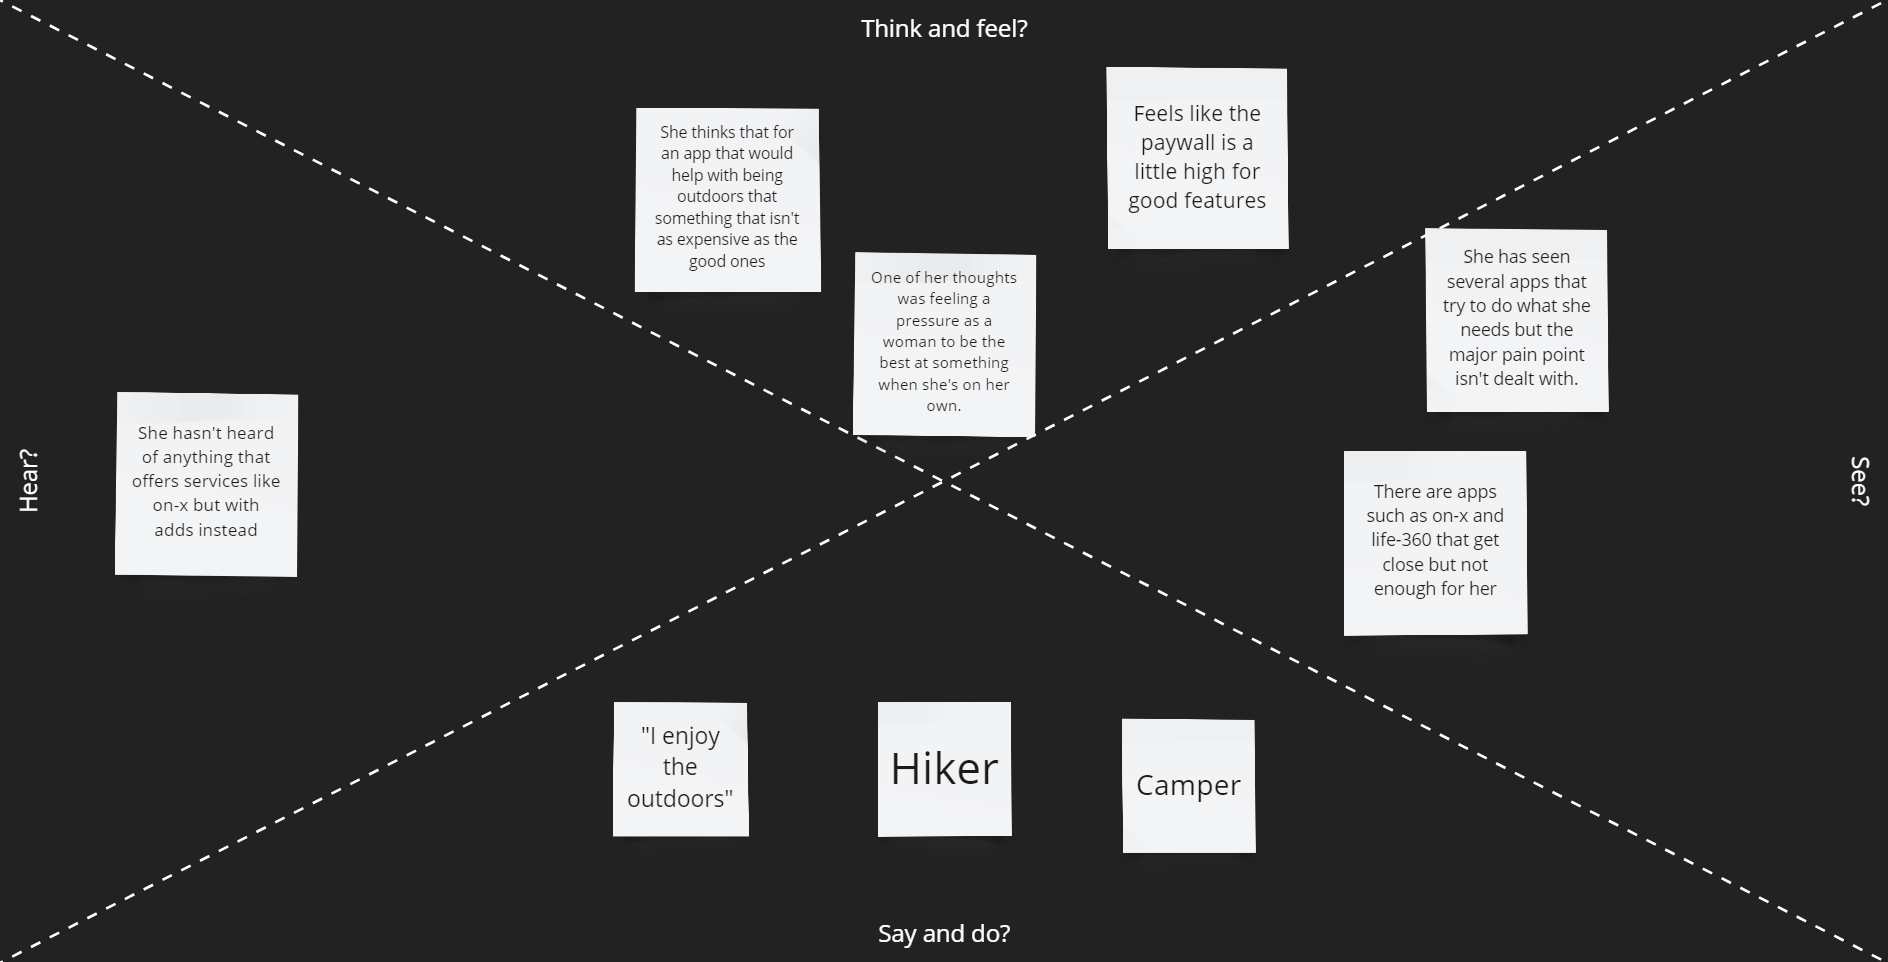 Think and feel?
She thinks that for
an app that would
help with being
outdoors that
something that isn't
as expensive as the
good ones
Feels like the
paywall is a
little high for
good features
One of her thoughts
was feeling a
pressure as a
woman to be the
best at something
when she's on her
own.
She has seen
several apps that
try to do what she
needs but the
major pain point
isn't dealt with.
Hear?
She hasn't heard
of anything that
offers services like
on-x but with
adds instead
See?
There are apps
such as on-x and
life-360 that get
close but not
enough for her
"I enjoy
the
outdoors"
Hiker
Camper
Say and do?